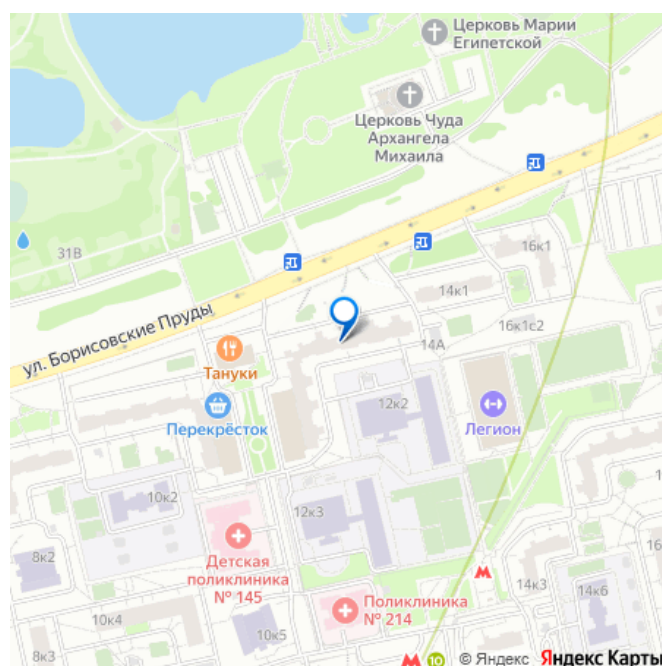 Церковь Марии
Египетской
Церковь Чуда
Архангела
Михаила
31В
16к1
14к1
ул. Борисовские Пруды
16к1с2
14А
Тануки
12к2
Легион
Перекрёсток
10к2
12к3
8к2
Детская
поликлиника
№ 145
14к3
14к6
Поликлиника
№ 214
10к4
10к5
8к3
М
М 10
© Яндекс Яндекс Карты